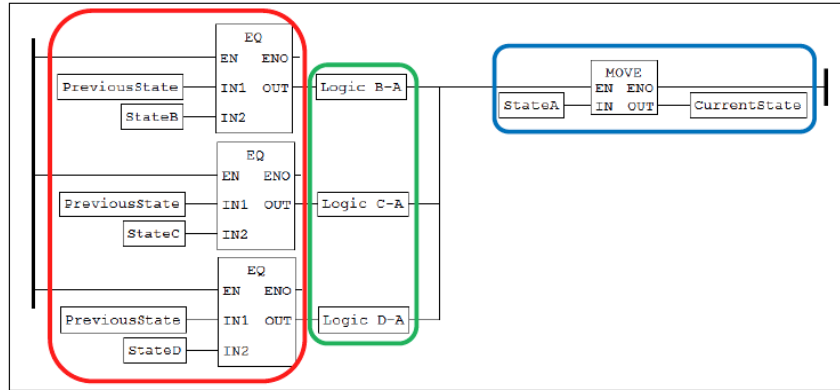 EQ
EN ENO
PreviousState IN1 OUT Logic B-A
StateB IN2
EQ
EN ENO
PreviousState IN1 OUT Logic C-A
StateC IN2
EQ
EN ENO
PreviousState IN1 OUT Logic D-A
StateD IN2
MOVE
EN ENO
StateA IN OUT CurrentState